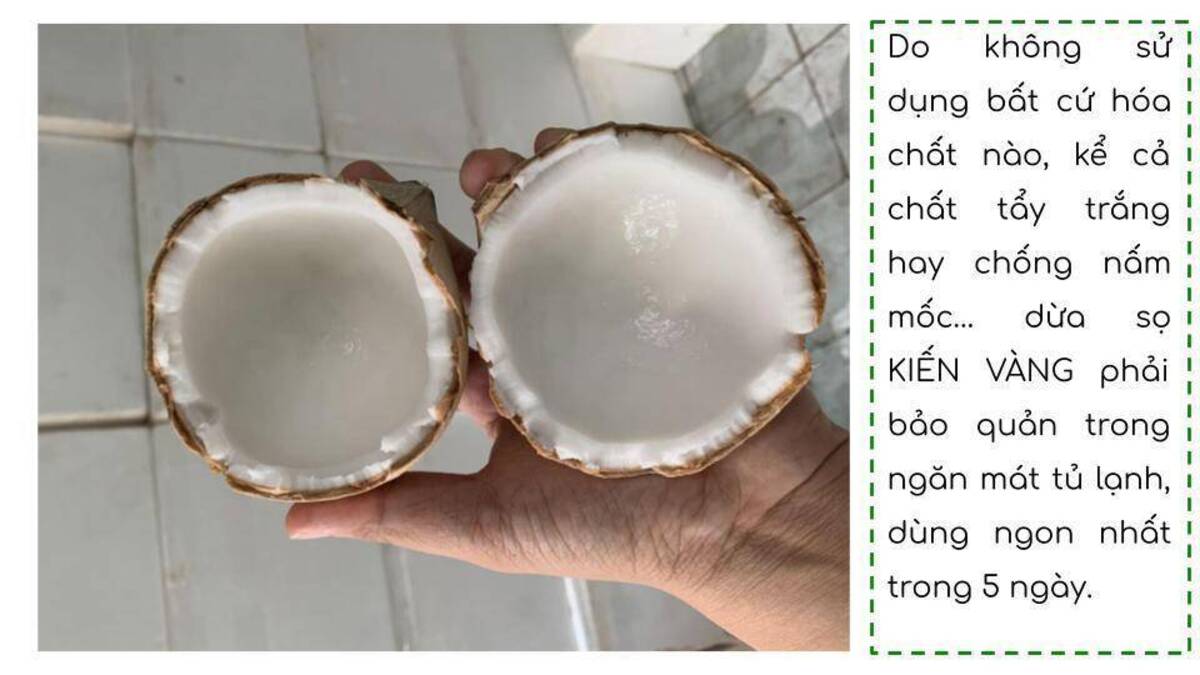 Do không sử
dụng bất cứ hóa
chất nào, kể cả
chất tẩy trắng
hay chống nấm
mốc... dừa sọ
KIẾN VÀNG phải
bảo quản trong
ngăn mát tủ lạnh,
dùng ngon nhất
trong 5 ngày.